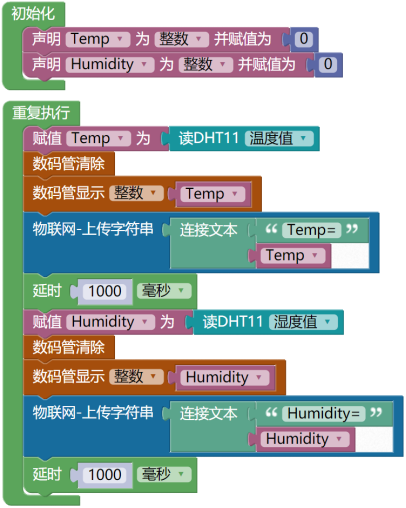 初始化
声明 Temp 为 整数 并赋值为 0
声明 Humidity 为 整数 并赋值为 0
重复执行
赋值 Temp 为 读DHT11 温度值
数码管清除
数码管显示 整数 Temp
物联网-上传字符串 连接文本 “ Temp= ”
Temp
延时 1000 毫秒
赋值 Humidity 为 读DHT11 湿度值
数码管清除
数码管显示 整数 Humidity
物联网-上传字符串 连接文本 “ Humidity= ”
Humidity
延时 1000 毫秒